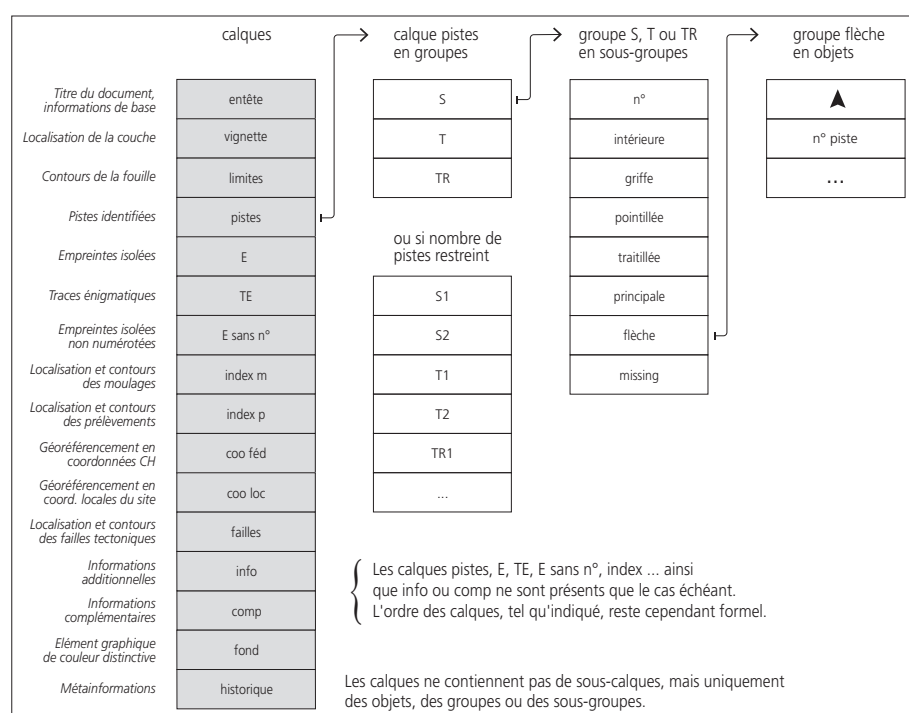 calques
Titre du document,
informations de base
entête
Localisation de la couche
vignette
Contours de la fouille
limites
Pistes identifiées
pistes
Empreintes isolées
E
Traces énigmatiques
TE
Empreintes isolées
non numérotées
E sans n°
Localisation et contours
des moulages
index m
Localisation et contours
des prélèvements
index p
Géoréférencement en
coordonnées CH
coo féd
Géoréférencement en
coord. locales du site
coo loc
Localisation et contours
des failles tectoniques
failles
Informations
additionnelles
info
Informations
complémentaires
comp
Elément graphique
de couleur distinctive
fond
Métainformations
historique
calque pistes
en groupes
S
T
TR
ou si nombre de
pistes restreint
S1
S2
T1
T2
TR1
...
groupe S, T ou TR
en sous-groupes
n°
intérieure
griffe
pointillée
traitillée
principale
flèche
missing
groupe flèche
en objets
n° piste
...
Les calques pistes, E, TE, E sans n°, index ... ainsi
que info ou comp ne sont présents que le cas échéant.
L'ordre des calques, tel qu'indiqué, reste cependant formel.
Les calques ne contiennent pas de sous-calques, mais uniquement
des objets, des groupes ou des sous-groupes.